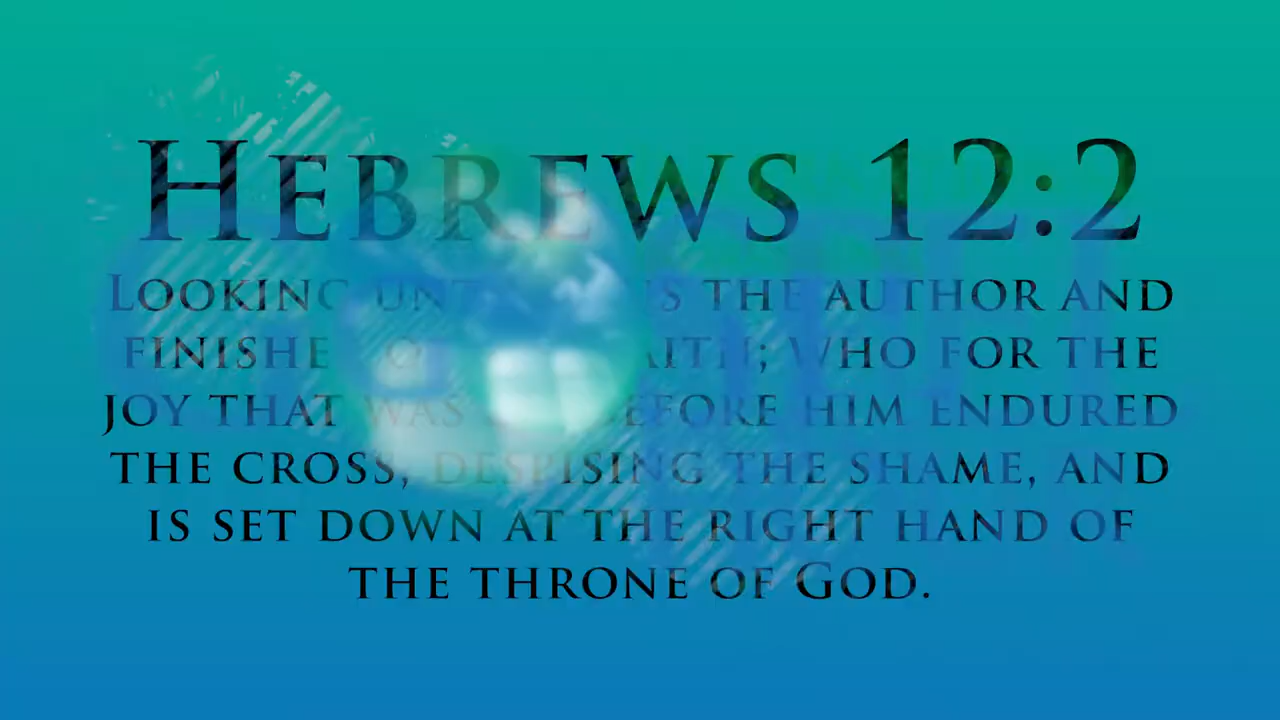 HEBREWS 12:2
LOOKING THE AUTHOR AND
WHO FOR THE
JOY THAT WAS BEFORE HIM ENDURED
THE CROSS, DESPISING THE SHAME, AND
IS SET DOWN AT THE RIGHT HAND OF
THE THRONE OF GOD.